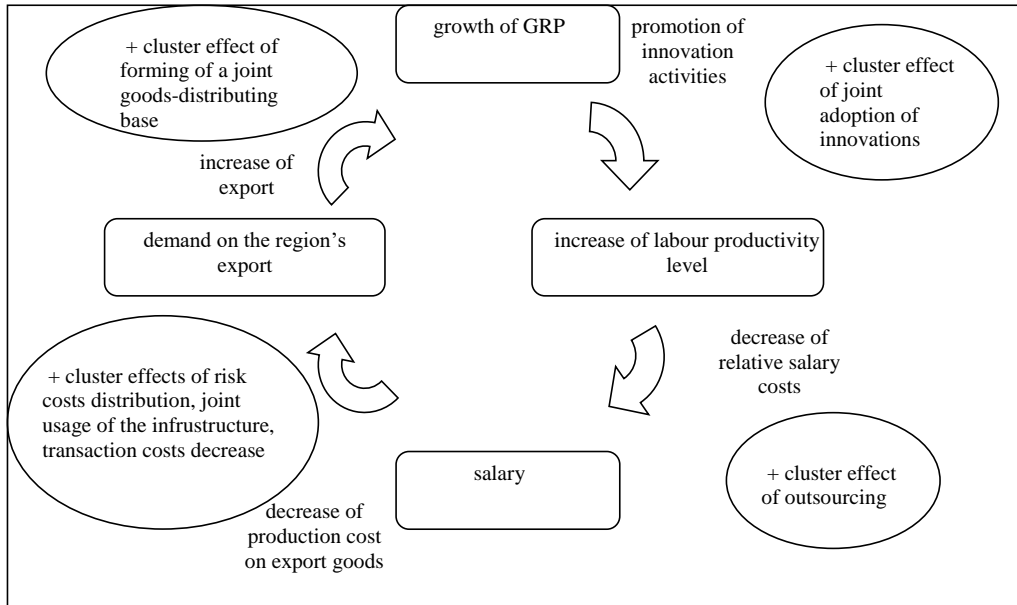 growth of GRP
promotion of
innovation
activities
+ cluster effect of
forming of a joint
goods-distributing
base
+ cluster effect
of joint
adoption of
innovations
increase of
export
demand on the region’s
export
increase of labour productivity
level
decrease of
relative salary
costs
+ cluster effects of risk
costs distribution, joint
usage of the infrustructure,
transaction costs decrease
salary
+ cluster effect
of outsourcing
decrease of
production cost
on export goods